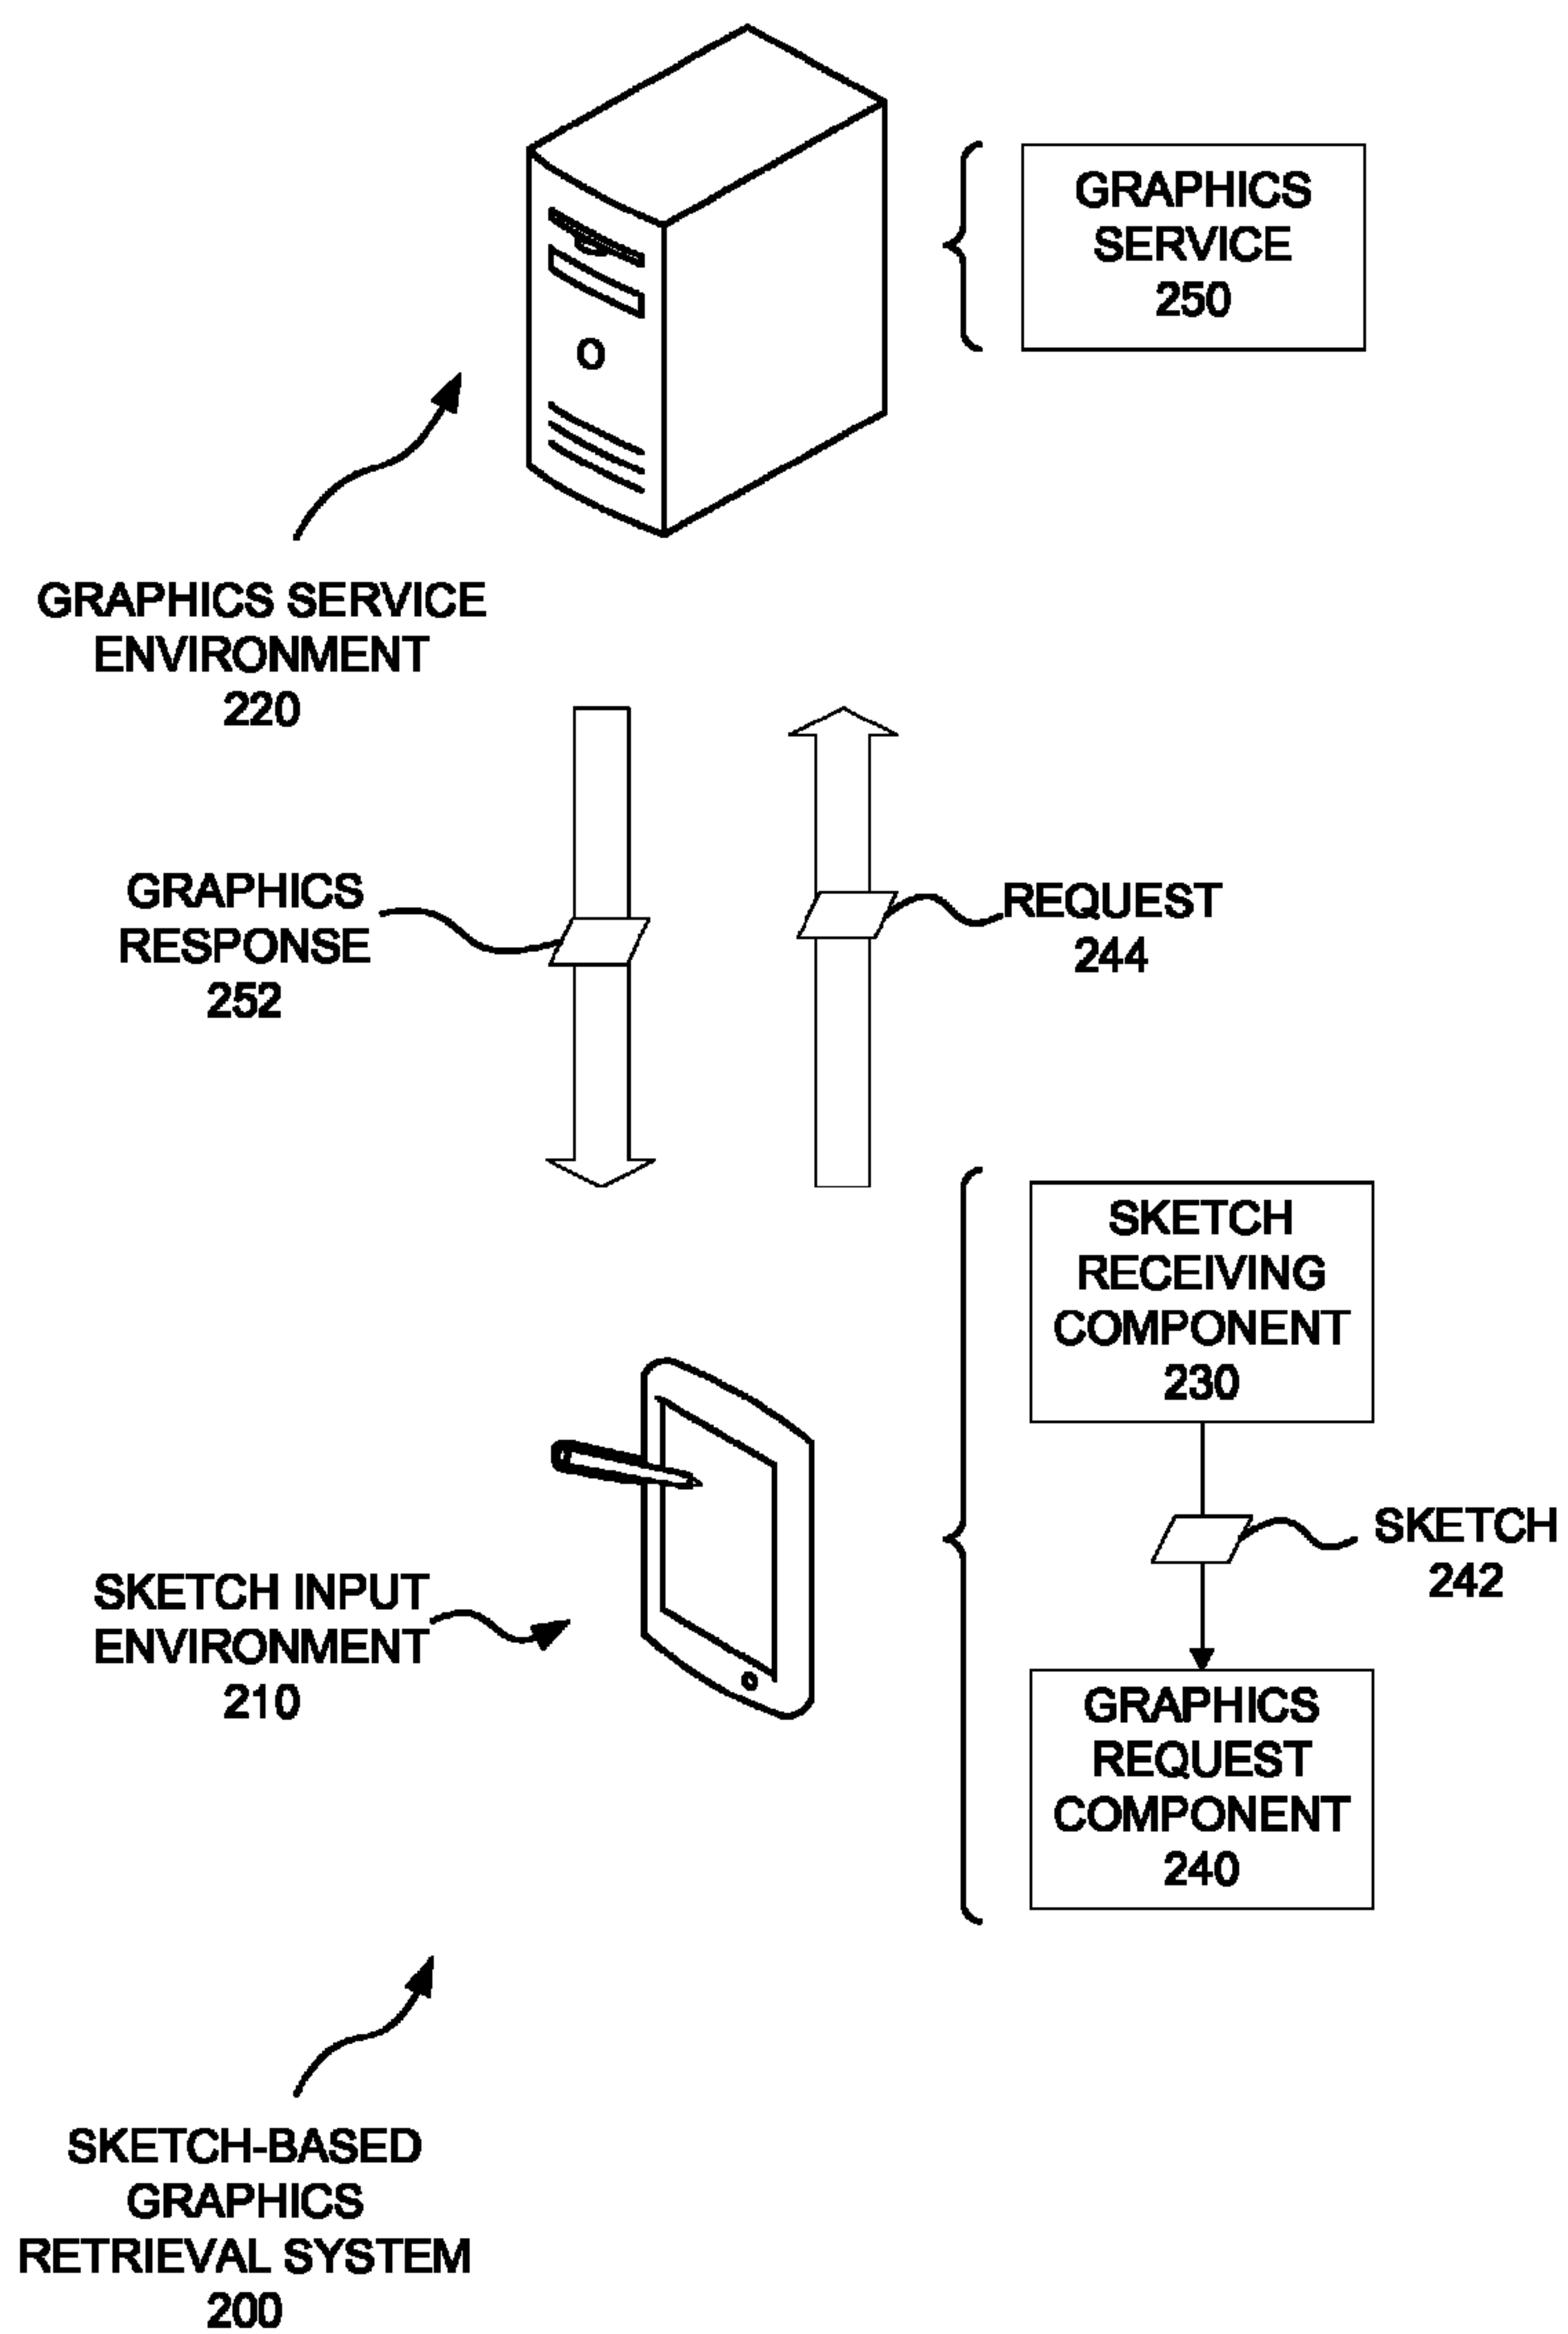 GRAPHICS
SERVICE
250
GRAPHICS SERVICE
ENVIRONMENT
220
GRAPHICS
RESPONSE
252
REQUEST
244
SKETCH
RECEIVING
COMPONENT
230
SKETCH
242
SKETCH INPUT
ENVIRONMENT
210
GRAPHICS
REQUEST
COMPONENT
240
SKETCH-BASED
GRAPHICS
RETRIEVAL SYSTEM
200